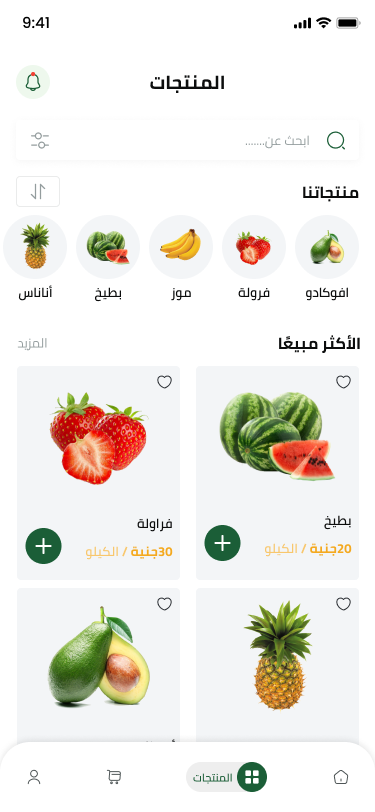 9:41
المنتجات
ابحث عن.......
منتجاتنا
افوكادو
فرولة
موز
بطيخ
أناناس
الأكثر مبيعًا
المزيد
بطيخ
20جنية / الكيلو
فراولة
30جنية / الكيلو
المنتجات